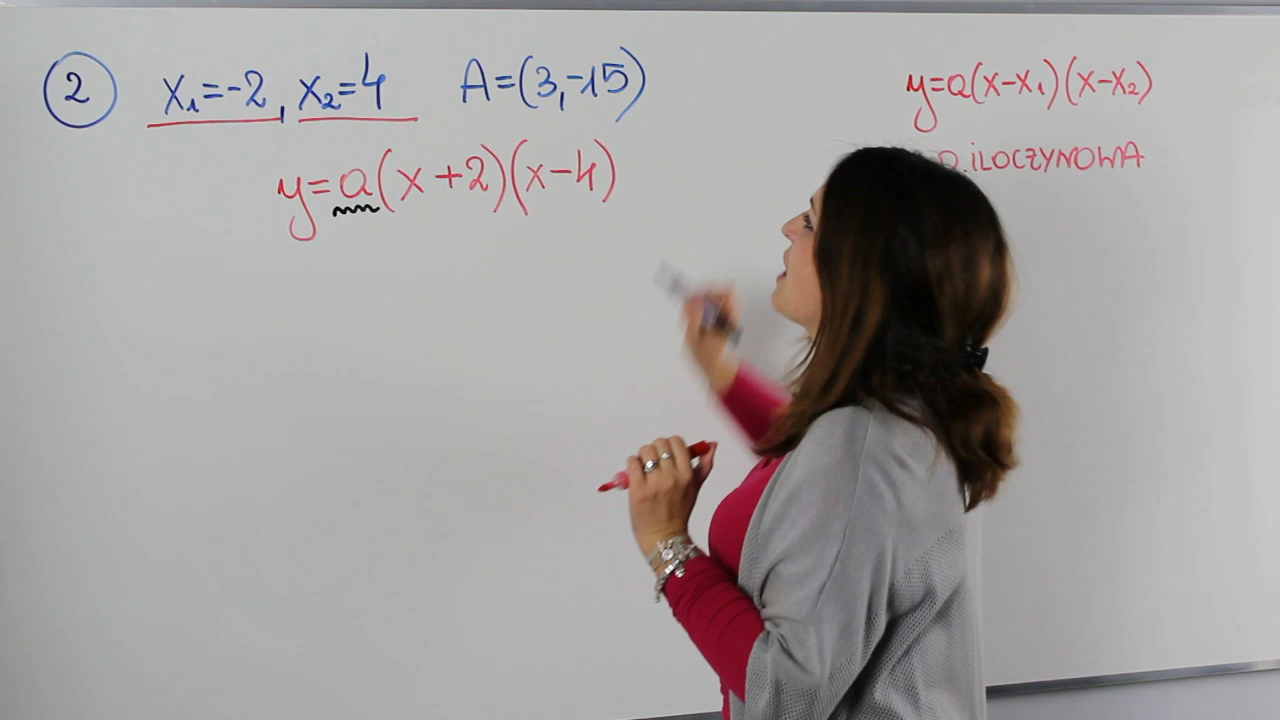 ② x₁=-2, x₂=4 A=(3,-15)
y=a(x+2)(x-4)
y=a(x-x₁)(x-x₂)
p. ILOCZYNOWA